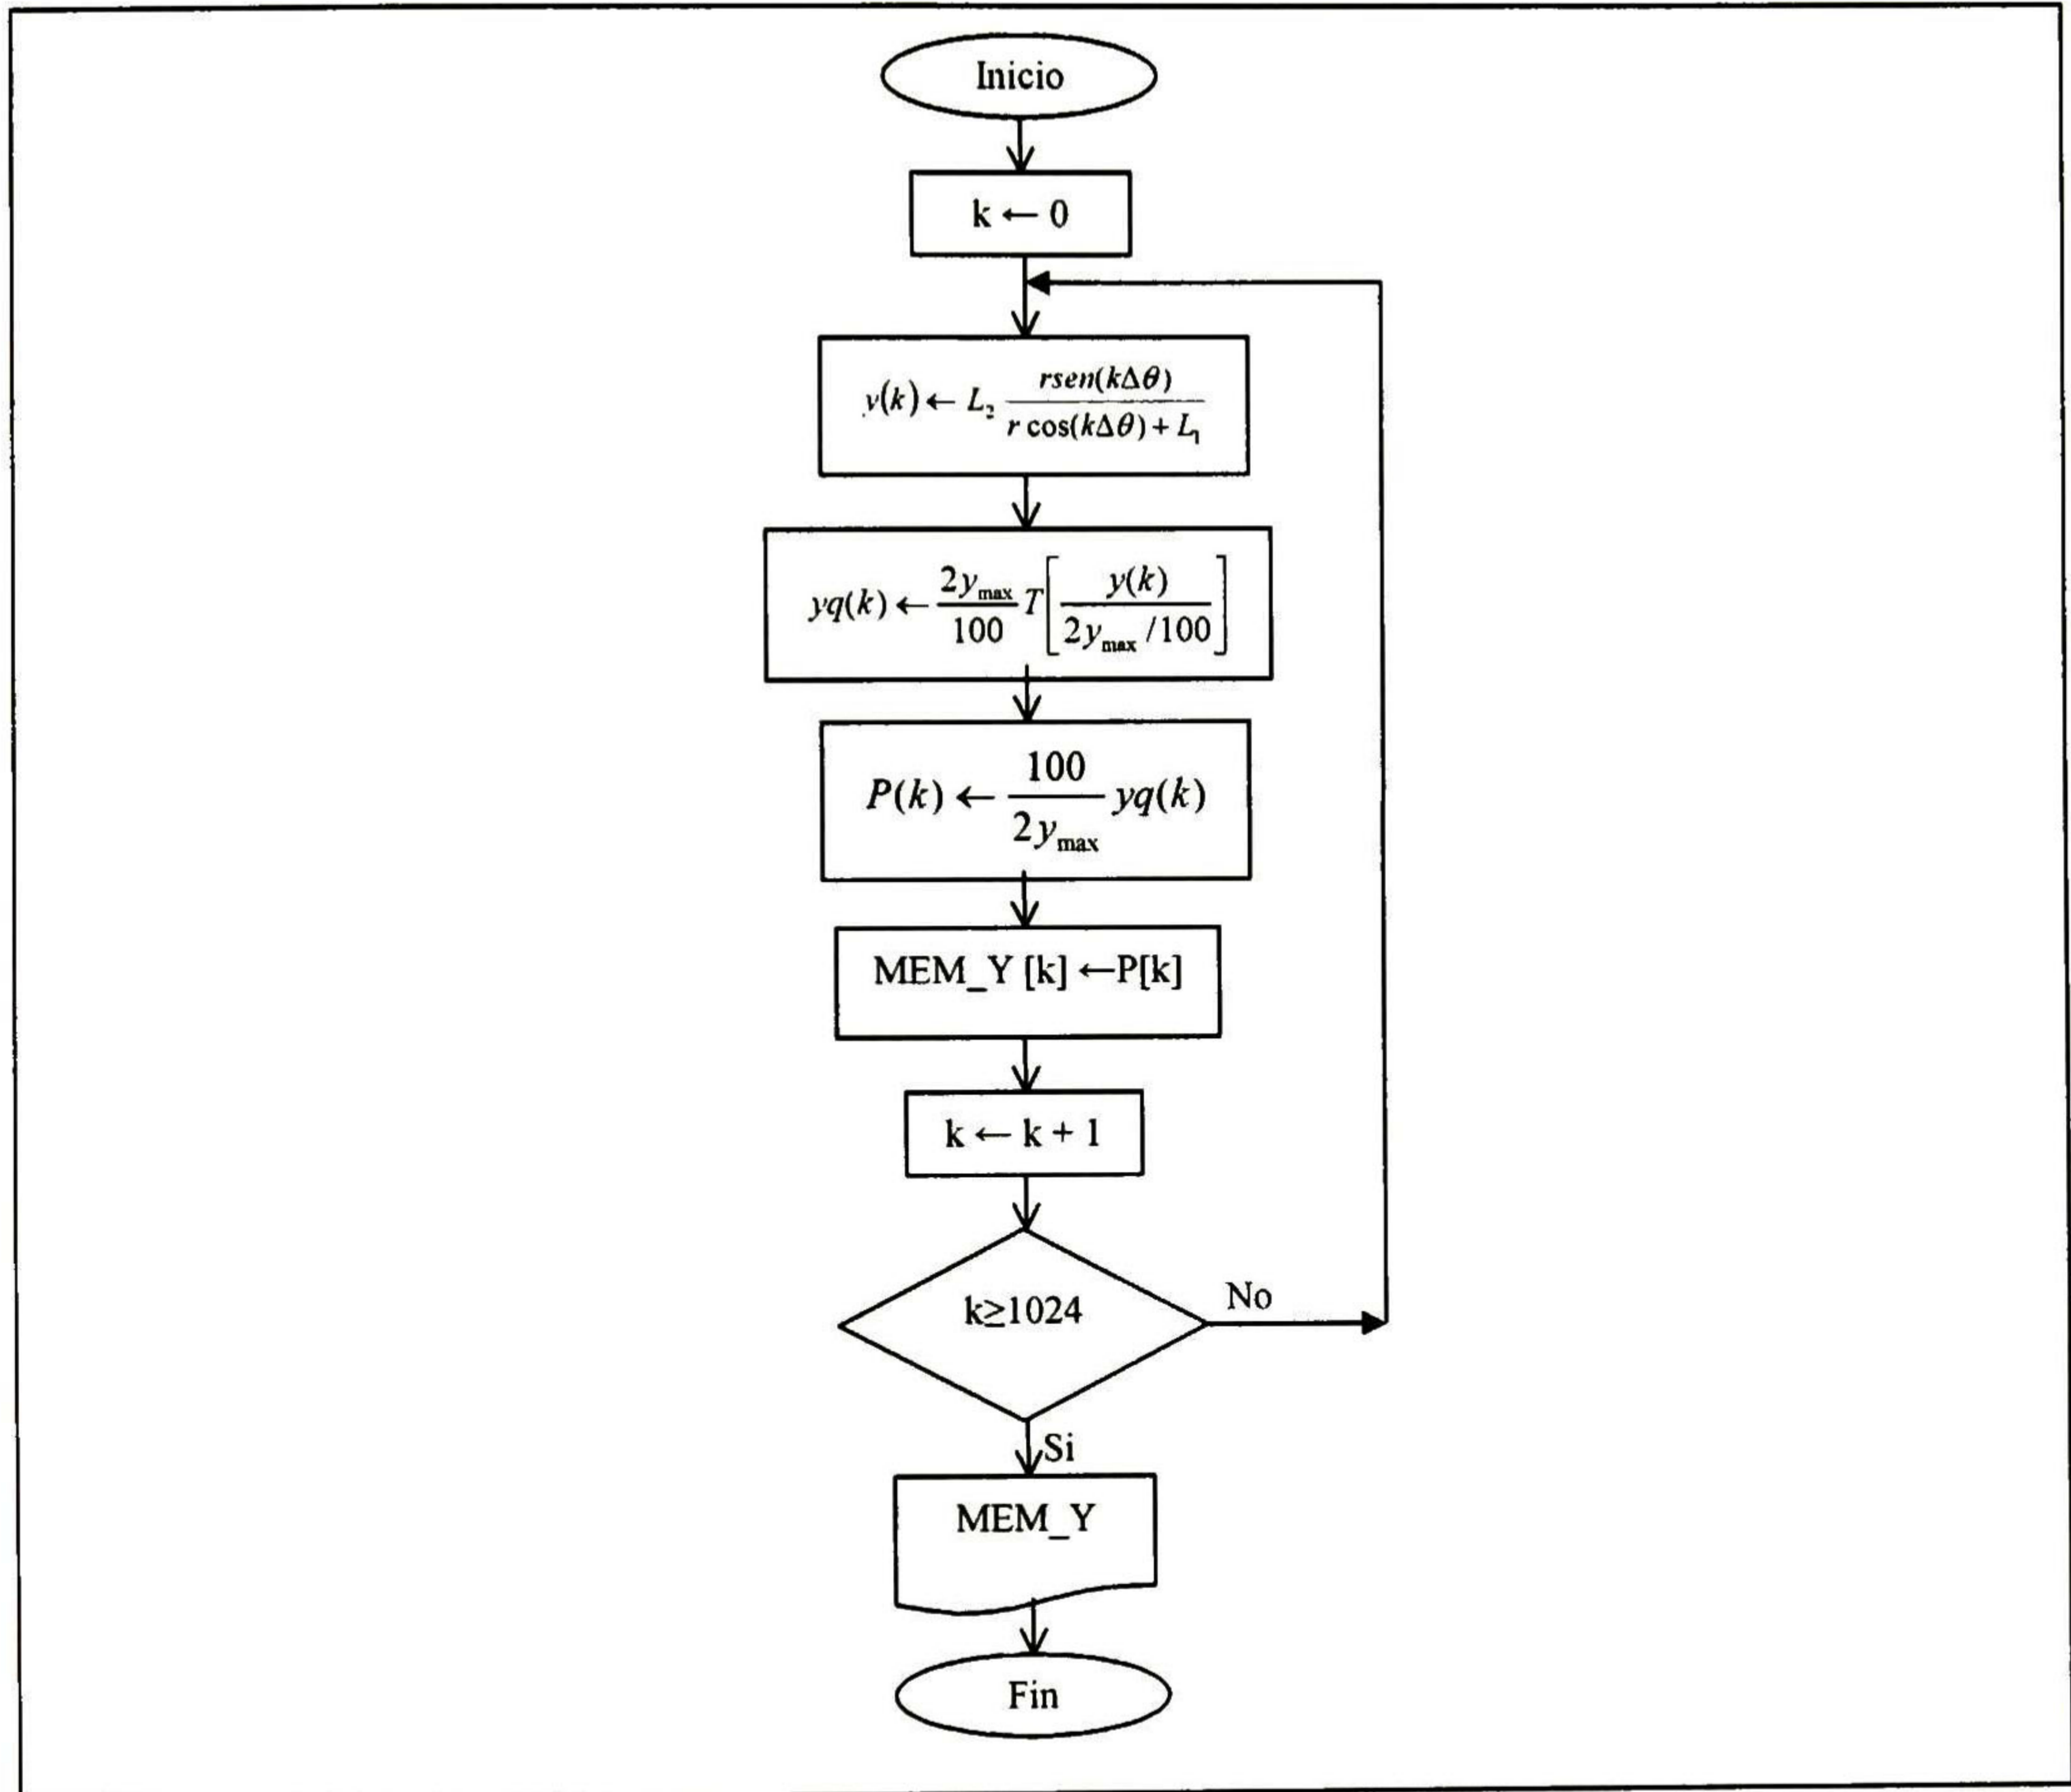 Inicio
k ← 0
y(k) ← L₂ rsen(kΔθ) / r cos(kΔθ) + L₁
yq(k) ← 2y_max / 100 T[ y(k) / 2y_max /100 ]
P(k) ← 100 / 2y_max yq(k)
MEM_Y [k] ←P[k]
k ← k + 1
k≥1024
No
Si
MEM_Y
Fin